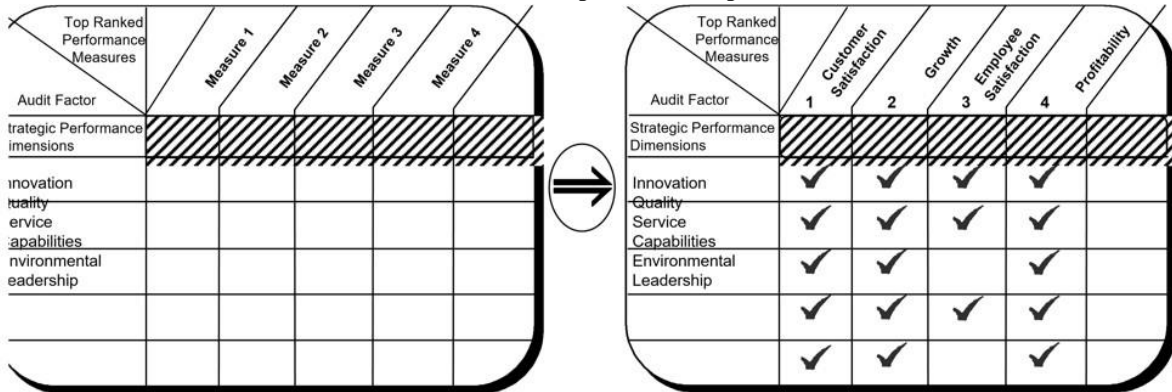 Top Ranked
Performance
Measures
Measure 1
Measure 2
Measure 3
Measure 4
Audit Factor
trategic Performance
imensions
nnovation
uality
ervice
apabilities
nvironmental
eadership
Top Ranked
Performance
Measures
Customer
Satisfaction
Growth
Employee
Satisfaction
Profitability
Audit Factor
1 2 3 4
Strategic Performance
Dimensions
Innovation
Quality
Service
Capabilities
Environmental
Leadership